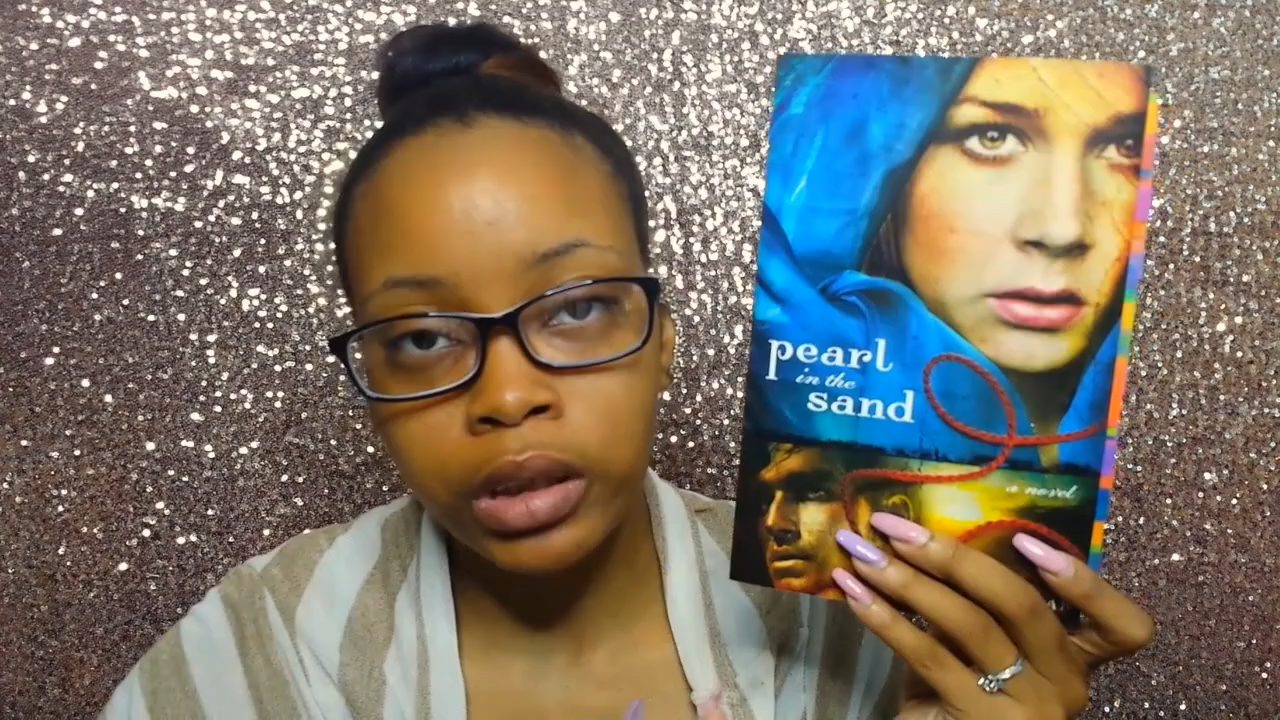 pearl
in the
sand
a novel